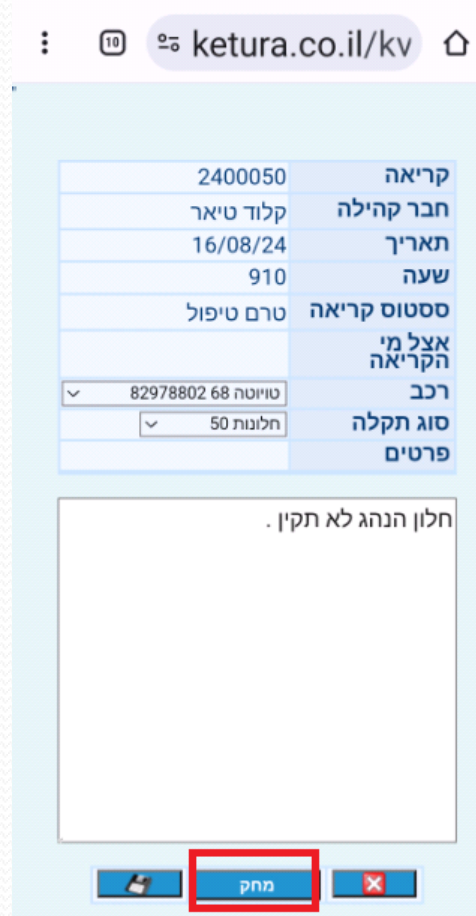 10 ketura.co.il/kv
קריאה 2400050
חבר קהילה קלוד טיאר
תאריך 16/08/24
שעה 910
ססטוס קריאה טרם טיפול
אצל מי
הקריאה
רכב טויוטה 68 82978802
סוג תקלה חלונות 50
פרטים
חלון הנהג לא תקין .
מחק